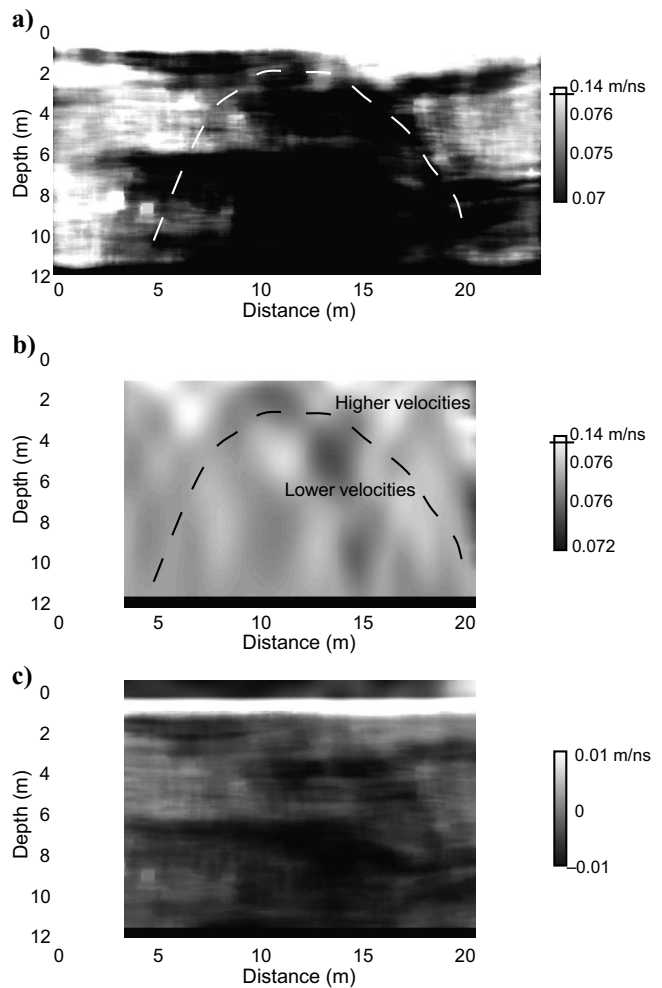 a)
0
2
4
6
8
10
12
Depth (m)
0 5 10 15 20
Distance (m)
0.14 m/ns
0.076
0.075
0.07
b)
0
2
4
6
8
10
12
Depth (m)
Higher velocities
Lower velocities
0 5 10 15 20
Distance (m)
0.14 m/ns
0.076
0.076
0.072
c)
0
2
4
6
8
10
12
Depth (m)
0 5 10 15 20
Distance (m)
0.01 m/ns
0
–0.01